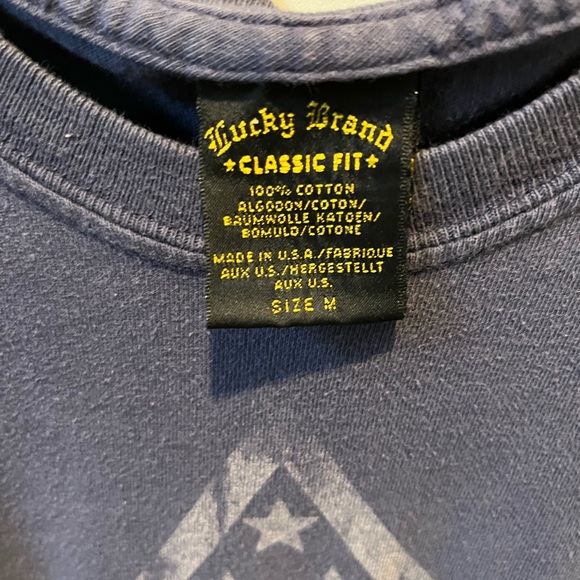 Lucky Brand
★CLASSIC FIT★
100% COTTON
ALGODON/COTON/
BAUMWOLLE KATOEN/
BOMULD/COTONE
MADE IN U.S.A./FABRIQUE
AUX U.S./HERGESTELLT
AUX U.S.
SIZE M